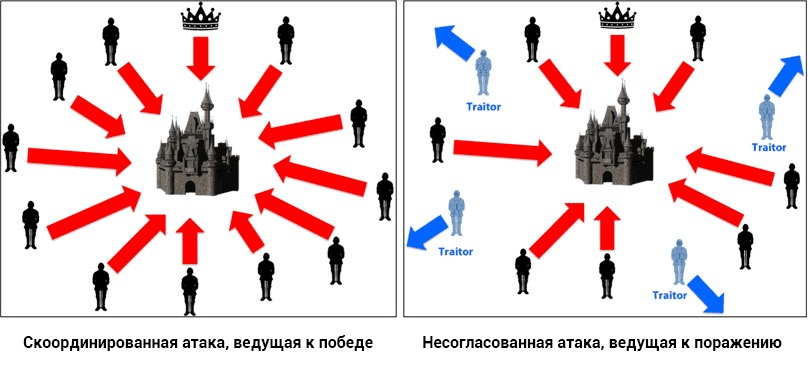 Traitor
Traitor
Traitor
Traitor
Скоординированная атака, ведущая к победе
Несогласованная атака, ведущая к поражению